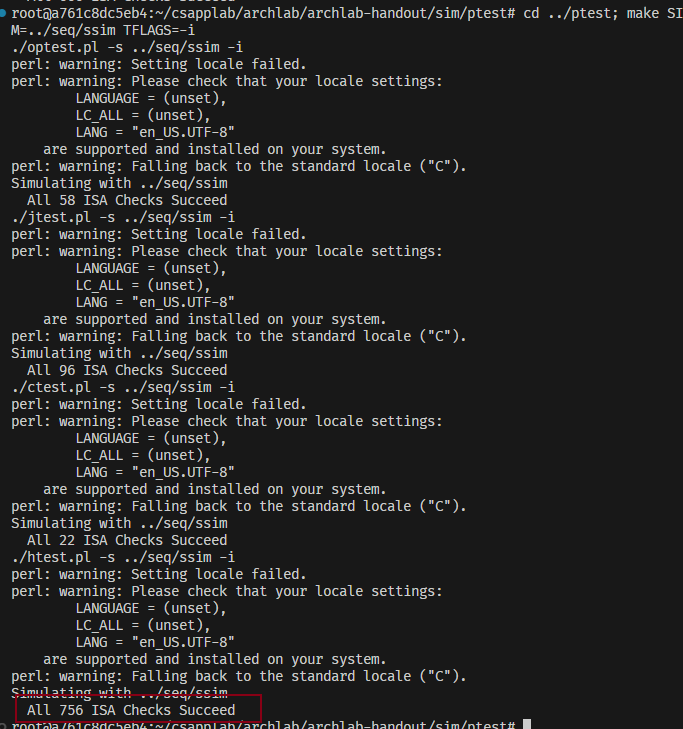 root@a761c8dc5eb4:~/csapplab/archlab/archlab-handout/sim/ptest# cd ../ptest; make SI
M=../seq/ssim TFLAGS=-i
./optest.pl -s ../seq/ssim -i
perl: warning: Setting locale failed.
perl: warning: Please check that your locale settings:
        LANGUAGE = (unset),
        LC_ALL = (unset),
        LANG = "en_US.UTF-8"
    are supported and installed on your system.
perl: warning: Falling back to the standard locale ("C").
Simulating with ../seq/ssim
  All 58 ISA Checks Succeed
./jtest.pl -s ../seq/ssim -i
perl: warning: Setting locale failed.
perl: warning: Please check that your locale settings:
        LANGUAGE = (unset),
        LC_ALL = (unset),
        LANG = "en_US.UTF-8"
    are supported and installed on your system.
perl: warning: Falling back to the standard locale ("C").
Simulating with ../seq/ssim
  All 96 ISA Checks Succeed
./ctest.pl -s ../seq/ssim -i
perl: warning: Setting locale failed.
perl: warning: Please check that your locale settings:
        LANGUAGE = (unset),
        LC_ALL = (unset),
        LANG = "en_US.UTF-8"
    are supported and installed on your system.
perl: warning: Falling back to the standard locale ("C").
Simulating with ../seq/ssim
  All 22 ISA Checks Succeed
./htest.pl -s ../seq/ssim -i
perl: warning: Setting locale failed.
perl: warning: Please check that your locale settings:
        LANGUAGE = (unset),
        LC_ALL = (unset),
        LANG = "en_US.UTF-8"
    are supported and installed on your system.
perl: warning: Falling back to the standard locale ("C").
Simulating with ../seq/ssim
  All 756 ISA Checks Succeed
root@a761c8dc5eb4:~/csapplab/archlab/archlab-handout/sim/ptest#